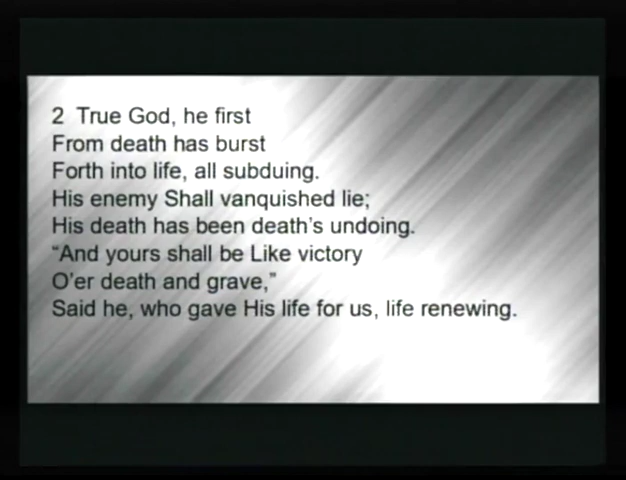 2 True God, he first
From death has burst
Forth into life, all subduing.
His enemy Shall vanquished lie;
His death has been death's undoing.
“And yours shall be Like victory
O'er death and grave,”
Said he, who gave His life for us, life renewing.